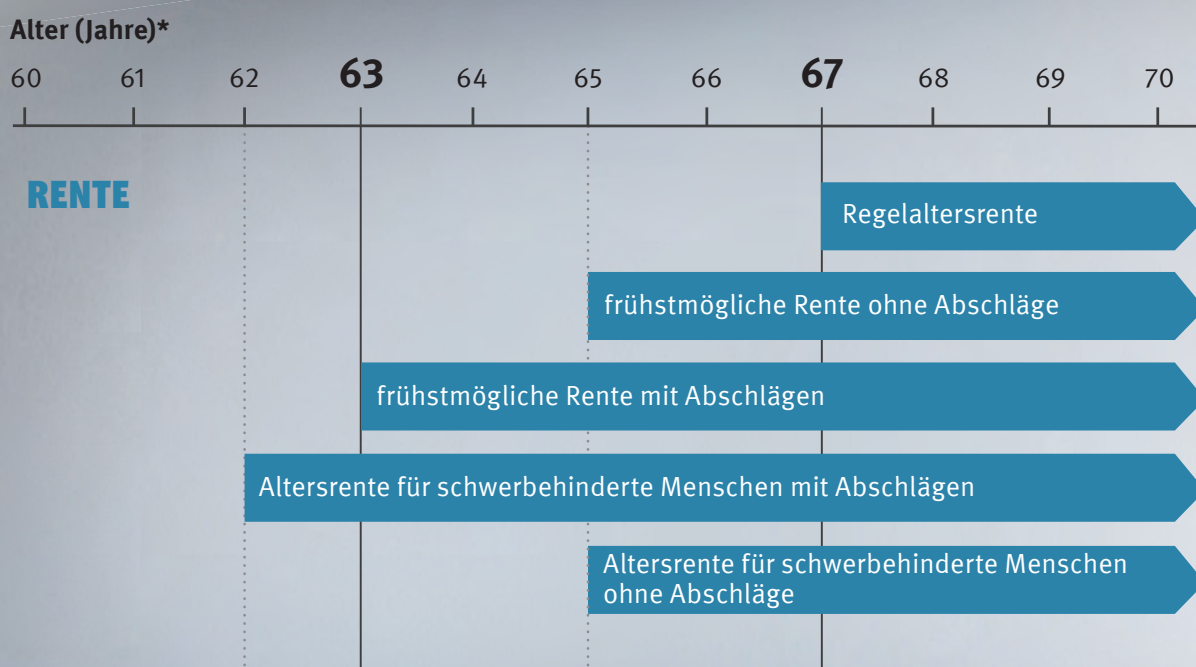 Alter (Jahre)*
60 61 62 63 64 65 66 67 68 69 70
RENTE
Regelaltersrente
frühstmögliche Rente ohne Abschläge
frühstmögliche Rente mit Abschlägen
Altersrente für schwerbehinderte Menschen mit Abschlägen
Altersrente für schwerbehinderte Menschen
ohne Abschläge